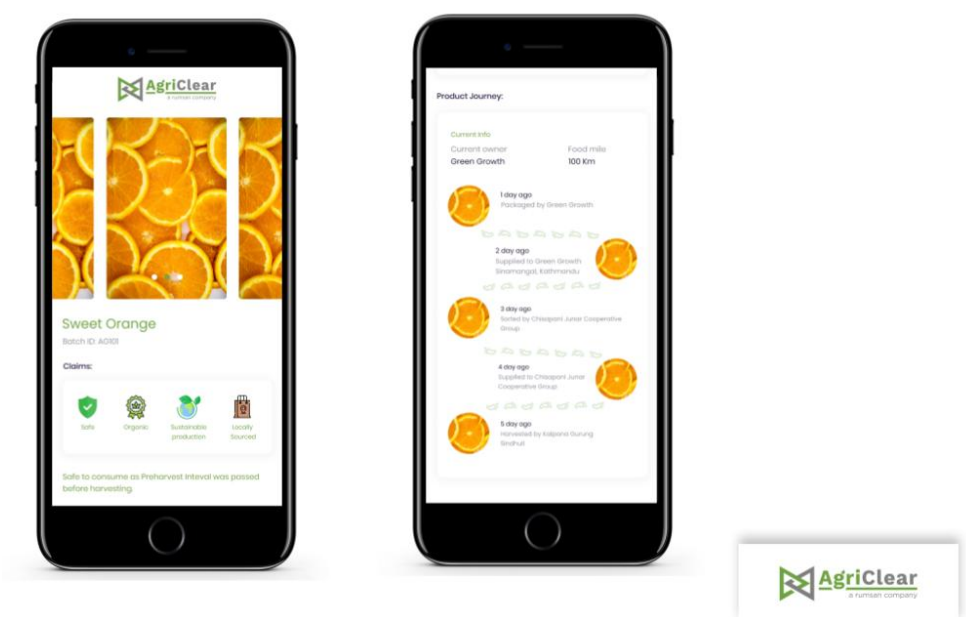 AgriClear
a rumsan company
Sweet Orange
Batch ID: A0101
Claims:
Safe
Organic
Sustainable
production
Locally
Sourced
Safe to consume as Preharvest Inteval was passed
before harvesting.
Product Journey:
Current Info
Current owner
Food mile
Green Growth
100 Km
1 day ago
Packaged by Green Growth
2 day ago
Supplied to Green Growth
Sinamangal, Kathmandu
3 day ago
Sorted by Chisapani Junar Cooperative
Group
4 day ago
Supplied to Chisapani Junar
Cooperative Group
5 day ago
Harvested by Kalpana Gurung
Sindhuli
AgriClear
a rumsan company